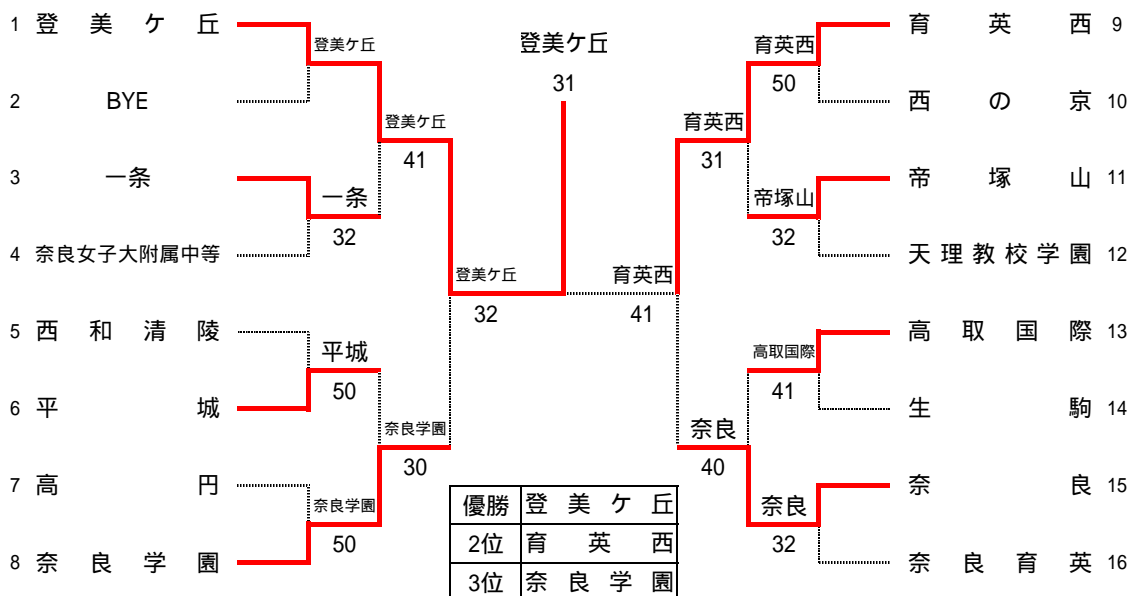 1 登美ケ丘
2 BYE
3 一条
4 奈良女子大附属中等
5 西和清陵
6 平城
7 高円
8 奈良学園
登美ケ丘
一条
32
平城
50
奈良学園
50
登美ケ丘
41
奈良学園
30
登美ケ丘
32
登美ケ丘
31
育英西
41
育英西
31
奈良
40
育英西
50
帝塚山
32
高取国際
41
奈良
32
育英西 9
西の京 10
帝塚山 11
天理教校学園 12
高取国際 13
生駒 14
奈良 15
奈良育英 16
優勝 登美ケ丘
2位 育英西
3位 奈良学園